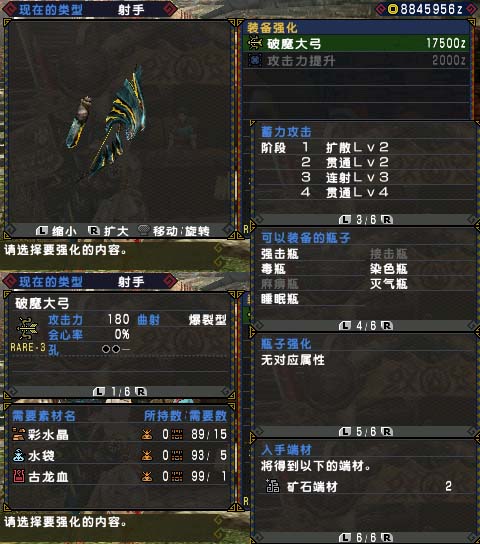 现在的类型 射手
8845956z
装备强化
破魔大弓 17500z
攻击力提升 2000z
L 缩小 R 扩大 移动/旋转
请选择要强化的内容。
蓄力攻击
阶段 1 扩散Lv2
2 贯通Lv2
3 连射Lv3
4 贯通Lv4
L 3/6 R
可以装备的瓶子
强击瓶 接击瓶
毒瓶 染色瓶
麻痹瓶 灭气瓶
睡眠瓶
L 4/6 R
现在的类型 射手
破魔大弓
攻击力 180 曲射 爆裂型
会心率 0%
RARE-3 孔 ●●—
L 1/6 R
需要素材名 所持数/需要数
彩水晶 0 89/15
水袋 0 93/5
古龙血 0 99/1
请选择要强化的内容。
瓶子强化
无对应属性
L 5/6 R
入手端材
将得到以下的端材。
矿石端材 2
L 6/6 R